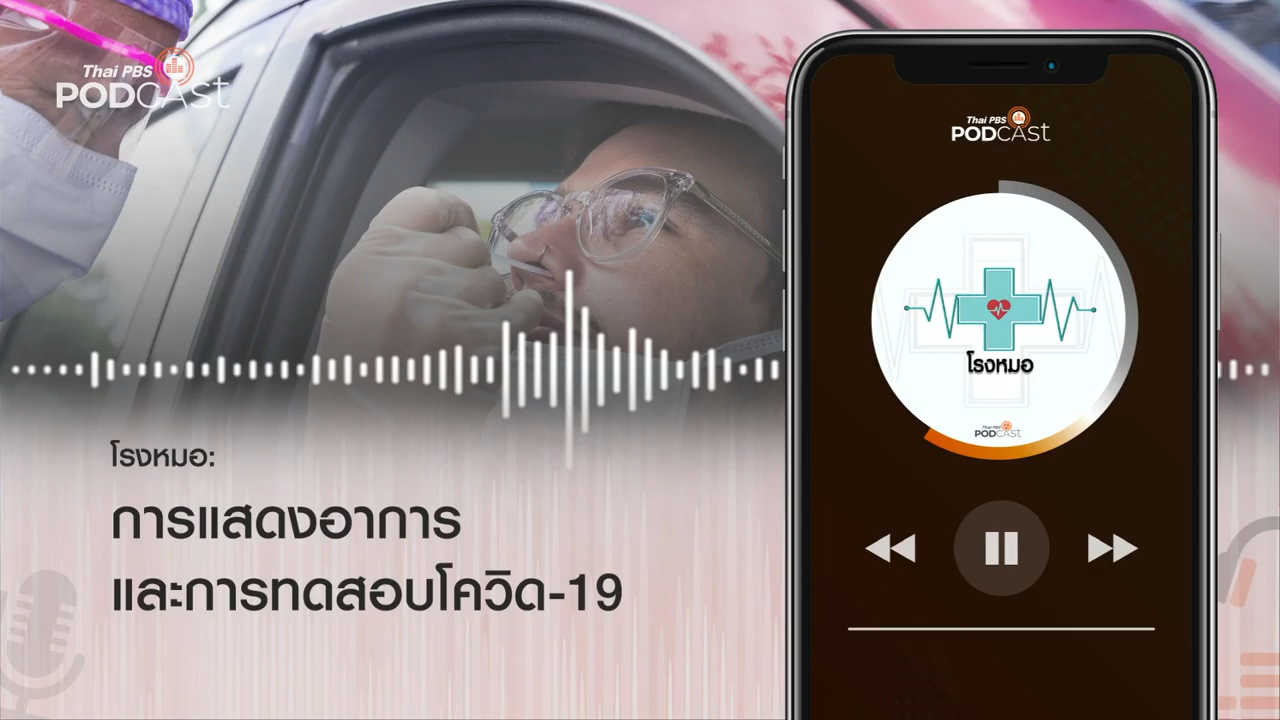 Thai PBS
PODCAST
โรงหมอ:
การแสดงอาการ
และการทดสอบโควิด-19
Thai PBS
PODCAST
โรงหมอ
Thai PBS
PODCAST